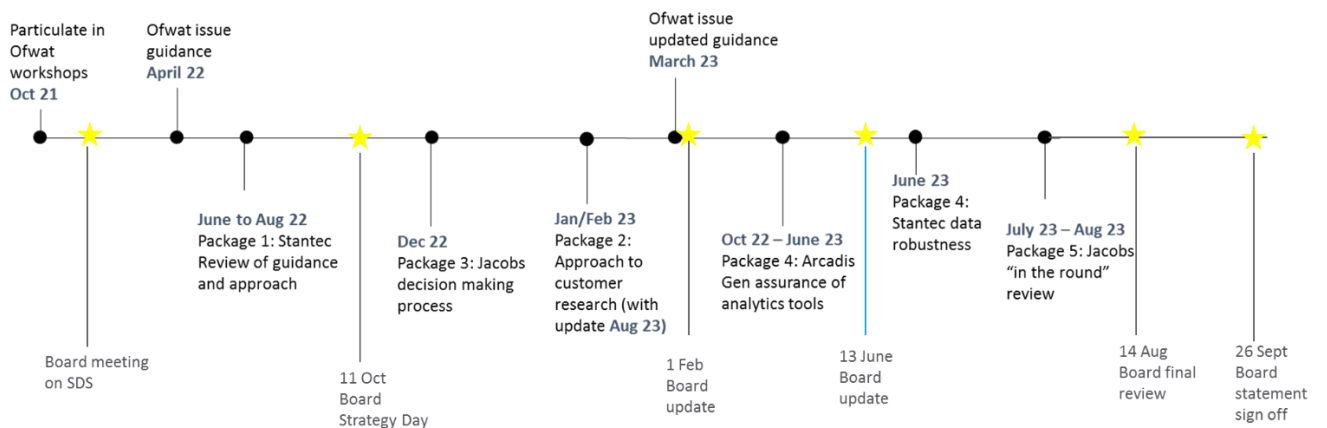 Particulate in
Ofwat
workshops
Oct 21
Ofwat issue
guidance
April 22
Ofwat issue
updated guidance
March 23
June to Aug 22
Package 1: Stantec
Review of guidance
and approach
Dec 22
Package 3: Jacobs
decision making
process
Jan/Feb 23
Package 2:
Approach to
customer
research (with
update Aug 23)
Oct 22 – June 23
Package 4: Arcadis
Gen assurance of
analytics tools
June 23
Package 4:
Stantec data
robustness
July 23 – Aug 23
Package 5: Jacobs
“in the round”
review
Board meeting
on SDS
11 Oct
Board
Strategy Day
1 Feb
Board
update
13 June
Board
update
14 Aug
Board final
review
26 Sept
Board
statement
sign off